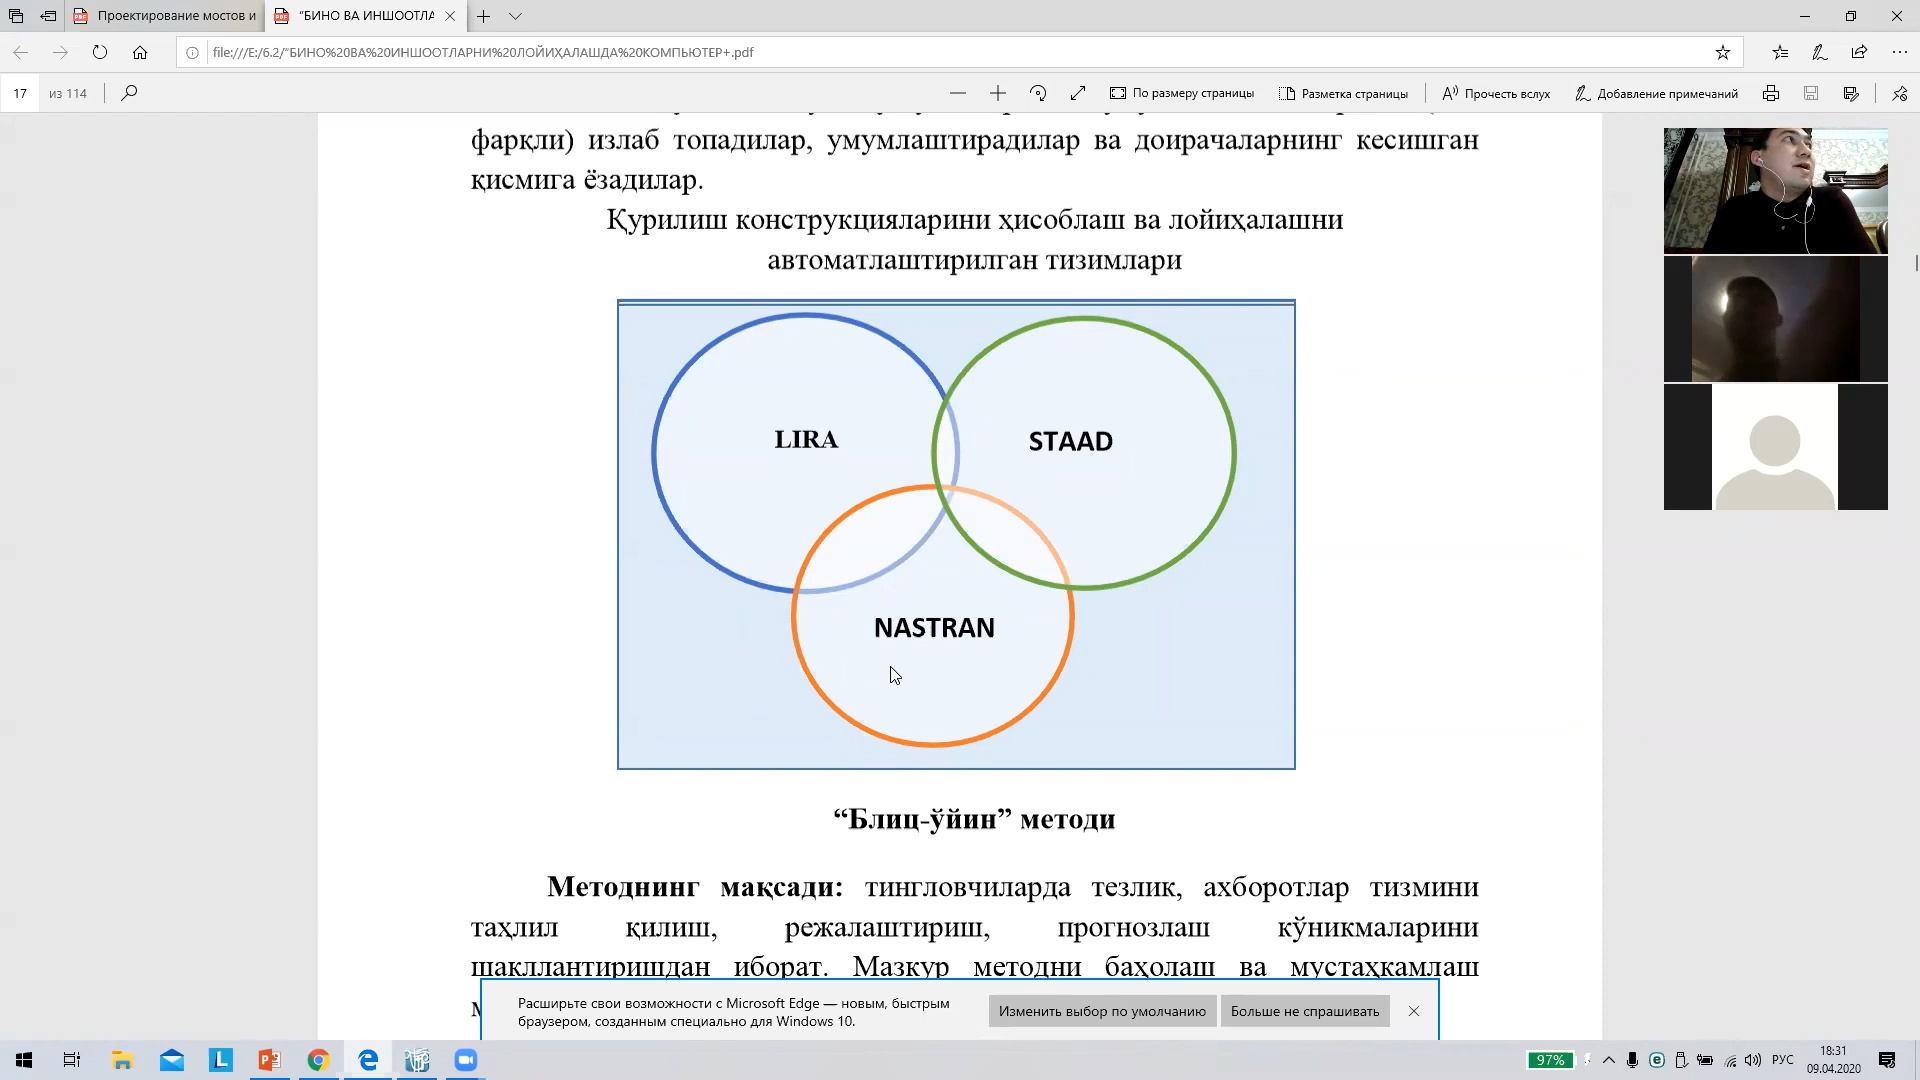 Проектирование мостов и
“БИНО ВА ИНШООТЛА
file:///E:/6.2/“БИНО%20ВА%20ИНШООТЛАРНИ%20ЛОЙИҲАЛАШДА%20КОМПЬЮТЕР+.pdf
17 из 114
По размеру страницы
Разметка страницы
Прочесть вслух
Добавление примечаний
фарқли) излаб топадилар, умумлаштирадилар ва доирачаларнинг кесишган
қисмига ёзадилар.
Қурилиш конструкцияларини ҳисоблаш ва лойиҳалашни
автоматлаштирилган тизимлари
LIRA
STAAD
NASTRAN
“Блиц-ўйин” методи
Методнинг мақсади: тингловчиларда тезлик, ахборотлар тизмини
таҳлил қилиш, режалаштириш, прогнозлаш кўникмаларини
шакллантиришдан иборат. Мазкур методни баҳолаш ва мустаҳкамлаш
Расширьте свои возможности с Microsoft Edge — новым, быстрым
браузером, созданным специально для Windows 10.
Изменить выбор по умолчанию
Больше не спрашивать
97%
РУС
18:31
09.04.2020